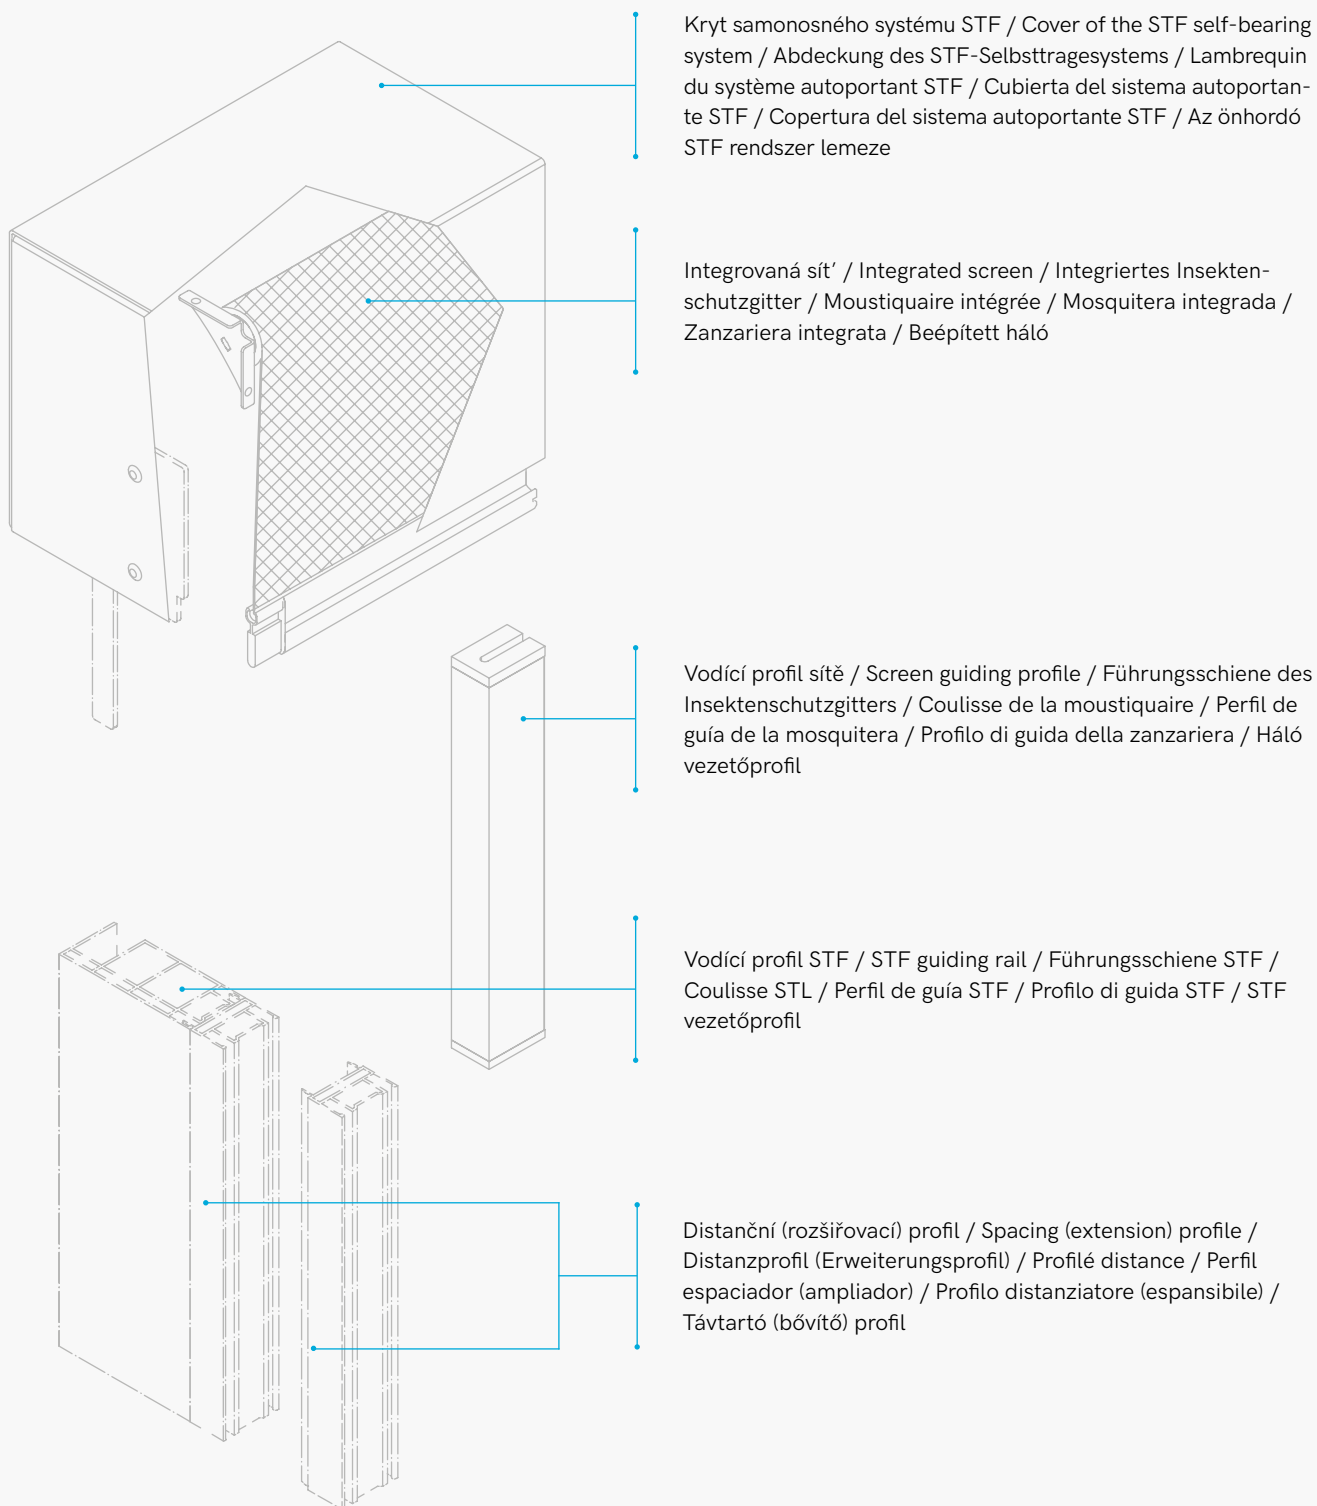 Kryt samonosného systému STF / Cover of the STF self-bearing
system / Abdeckung des STF-Selbsttragesystems / Lambrequin
du système autoportant STF / Cubierta del sistema autoportan-
te STF / Copertura del sistema autoportante STF / Az önhordó
STF rendszer lemeze
Integrovaná sít´ / Integrated screen / Integriertes Insekten-
schutzgitter / Moustiquaire intégrée / Mosquitera integrada /
Zanzariera integrata / Beépített háló
Vodící profil sítě / Screen guiding profile / Führungsschiene des
Insektenschutzgitters / Coulisse de la moustiquaire / Perfil de
guía de la mosquitera / Profilo di guida della zanzariera / Háló
vezetőprofil
Vodící profil STF / STF guiding rail / Führungsschiene STF /
Coulisse STL / Perfil de guía STF / Profilo di guida STF / STF
vezetőprofil
Distanční (rozšiřovací) profil / Spacing (extension) profile /
Distanzprofil (Erweiterungsprofil) / Profilé distance / Perfil
espaciador (ampliador) / Profilo distanziatore (espansibile) /
Távtartó (bővítő) profil